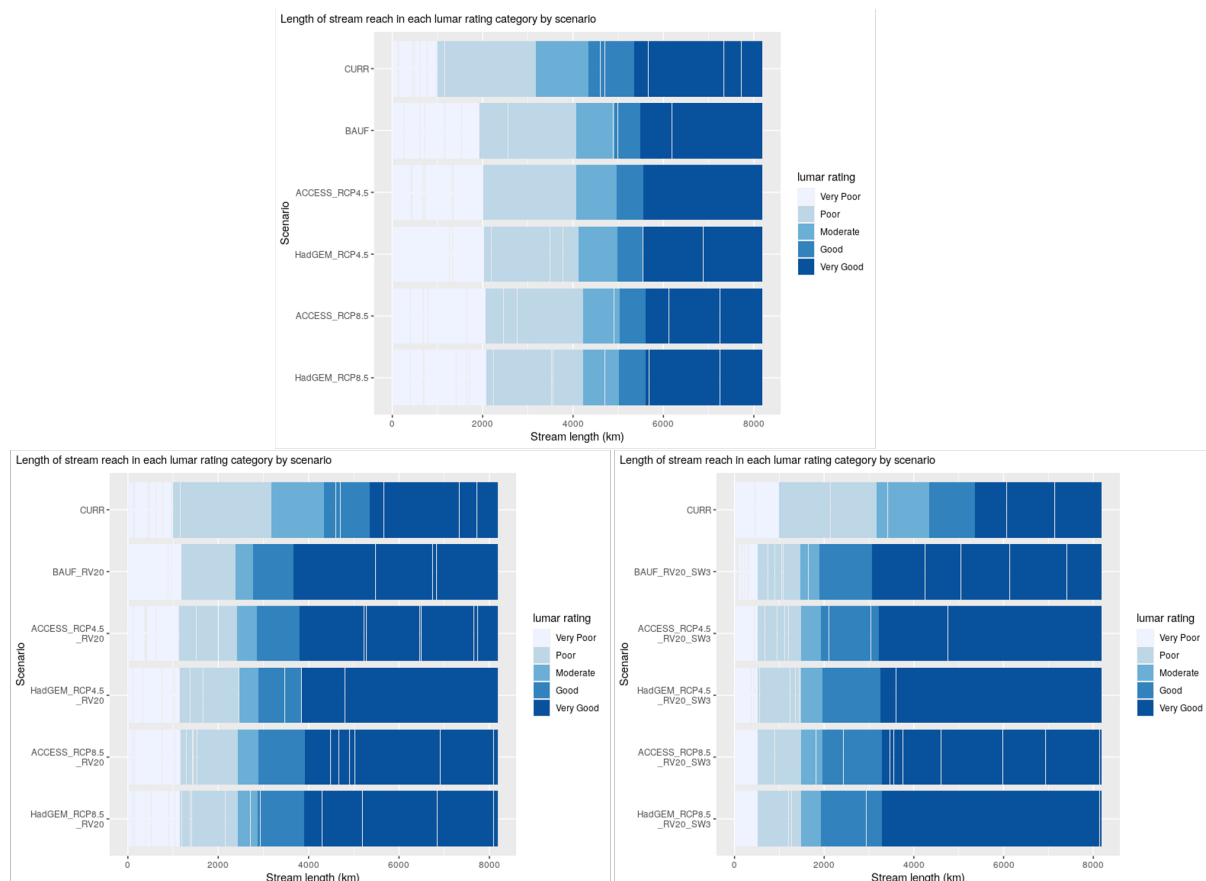 Length of stream reach in each lumar rating category by scenario
CURR
BAUF
ACCESS_RCP4.5
HadGEM_RCP4.5
ACCESS_RCP8.5
HadGEM_RCP8.5
Scenario
0 2000 4000 6000 8000
Stream length (km)
lumar rating
Very Poor
Poor
Moderate
Good
Very Good
Length of stream reach in each lumar rating category by scenario
CURR
BAUF_RV20
ACCESS_RCP4.5
_RV20
HadGEM_RCP4.5
_RV20
ACCESS_RCP8.5
_RV20
HadGEM_RCP8.5
_RV20
Scenario
0 2000 4000 6000 8000
Stream length (km)
lumar rating
Very Poor
Poor
Moderate
Good
Very Good
Length of stream reach in each lumar rating category by scenario
CURR
BAUF_RV20_SW3
ACCESS_RCP4.5
_RV20_SW3
HadGEM_RCP4.5
_RV20_SW3
ACCESS_RCP8.5
_RV20_SW3
HadGEM_RCP8.5
_RV20_SW3
Scenario
0 2000 4000 6000 8000
Stream length (km)
lumar rating
Very Poor
Poor
Moderate
Good
Very Good